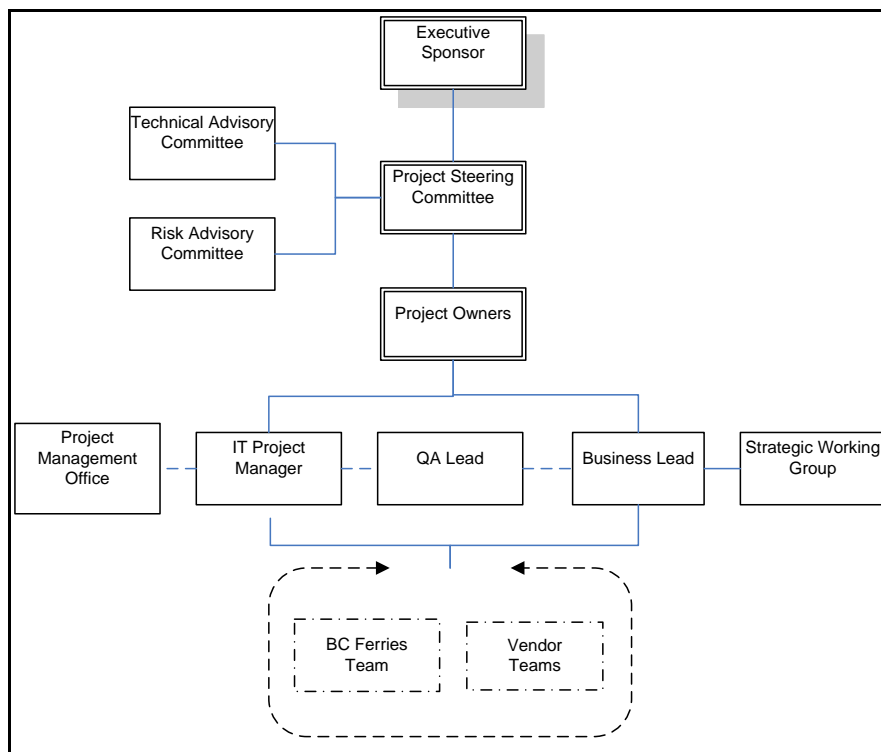 Executive
Sponsor
Technical Advisory
Committee
Project Steering
Committee
Risk Advisory
Committee
Project Owners
Project
Management
Office
IT Project
Manager
QA Lead
Business Lead
Strategic Working
Group
BC Ferries
Team
Vendor
Teams